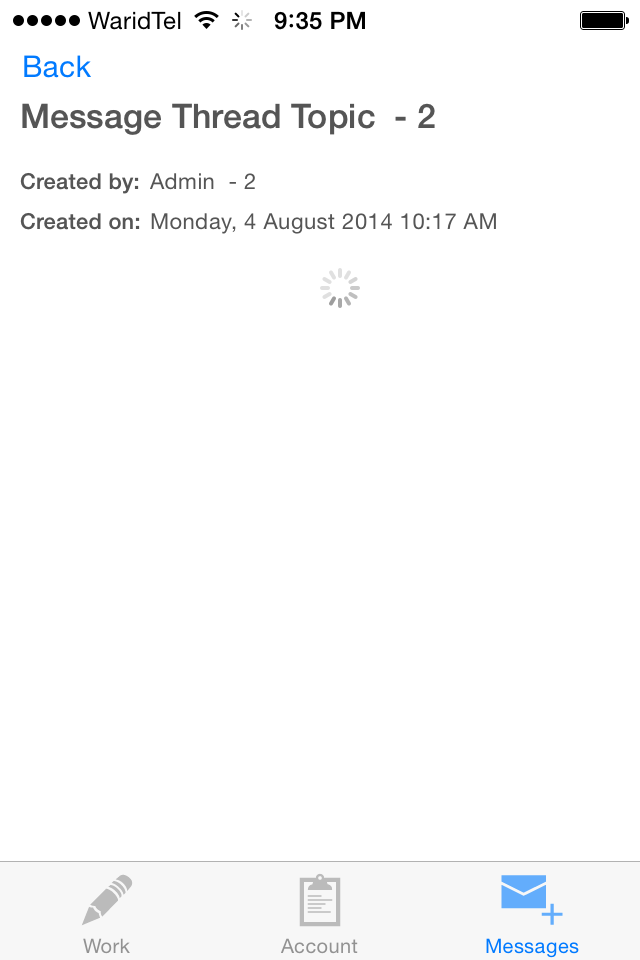 WaridTel 9:35 PM
Back
Message Thread Topic - 2
Created by: Admin - 2
Created on: Monday, 4 August 2014 10:17 AM
Work Account Messages